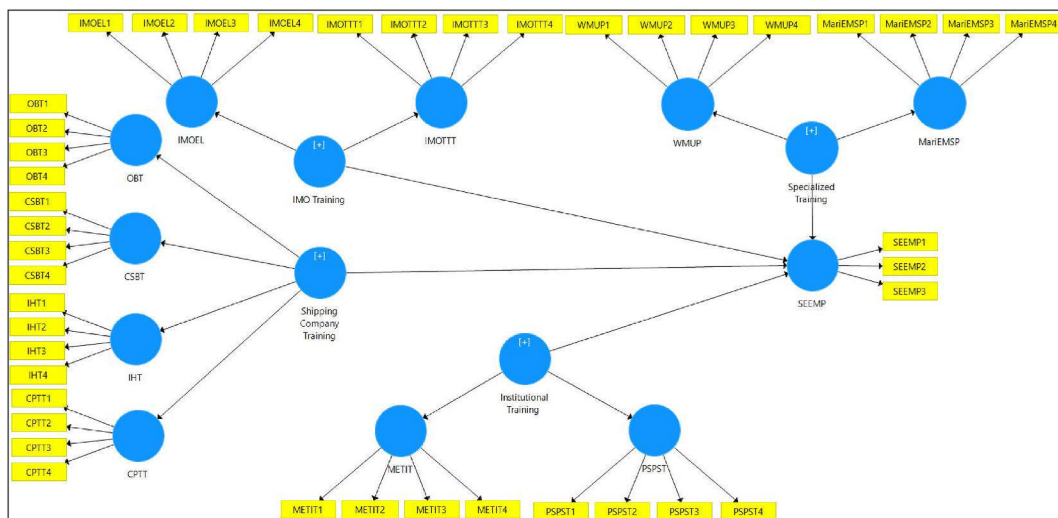 IMOEL1
IMOEL2
IMOEL3
IMOEL4
IMOTTT1
IMOTTT2
IMOTTT3
IMOTTT4
WMUP1
WMUP2
WMUP3
WMUP4
MariEMSP1
MariEMSP2
MariEMSP3
MariEMSP4
IMOEL
IMOTTT
WMUP
MariEMSP
OBT1
OBT2
OBT3
OBT4
OBT
[+]
IMO Training
[+]
Specialized
Training
CSBT1
CSBT2
CSBT3
CSBT4
CSBT
[+]
Shipping
Company
Training
SEEMP
SEEMP1
SEEMP2
SEEMP3
IHT1
IHT2
IHT3
IHT4
IHT
[+]
Institutional
Training
CPTT1
CPTT2
CPTT3
CPTT4
CPTT
METIT
PSPST
METIT1
METIT2
METIT3
METIT4
PSPST1
PSPST2
PSPST3
PSPST4